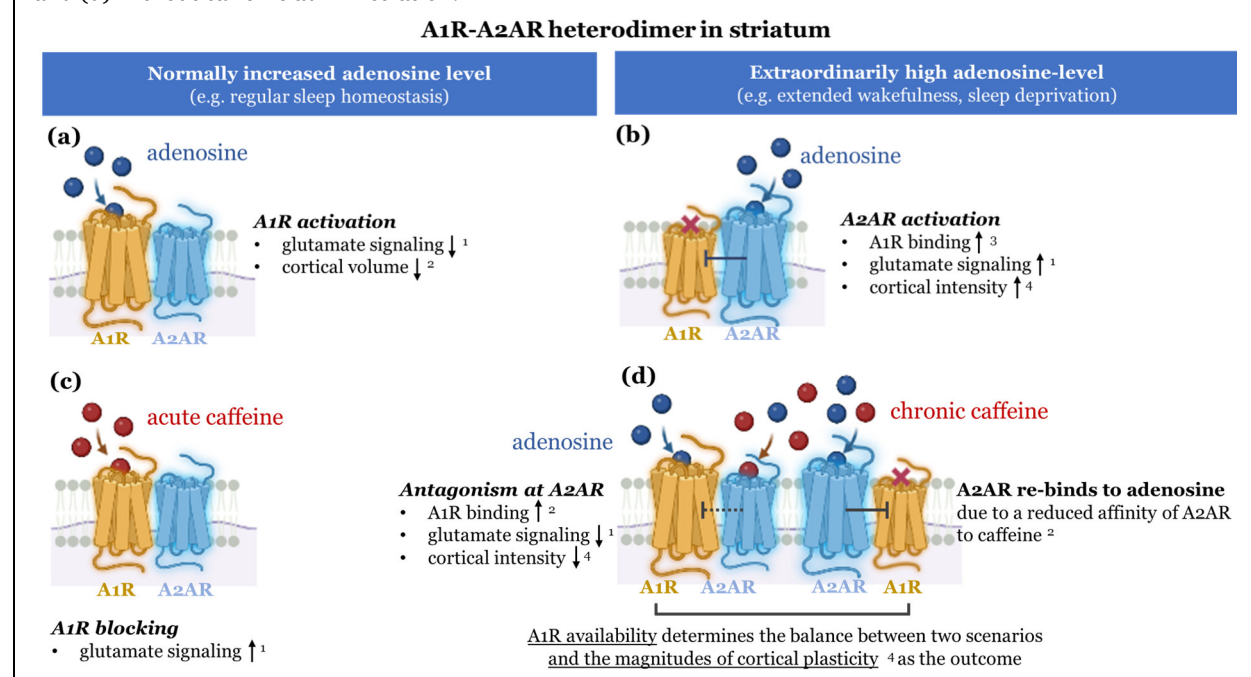 A1R-A2AR heterodimer in striatum
Normally increased adenosine level
(e.g. regular sleep homeostasis)
Extraordinarily high adenosine-level
(e.g. extended wakefulness, sleep deprivation)
(a)
adenosine
A1R activation
• glutamate signaling ↓ 1
• cortical volume ↓ 2
A1R A2AR
(b)
adenosine
A2AR activation
• A1R binding ↑ 3
• glutamate signaling ↑ 1
• cortical intensity ↑ 4
A1R A2AR
(c)
acute caffeine
A1R A2AR
A1R blocking
• glutamate signaling ↑ 1
(d)
adenosine
chronic caffeine
Antagonism at A2AR
• A1R binding ↑ 2
• glutamate signaling ↓ 1
• cortical intensity ↓ 4
A2AR re-binds to adenosine
due to a reduced affinity of A2AR
to caffeine 2
A1R A2AR A2AR A1R
A1R availability determines the balance between two scenarios
and the magnitudes of cortical plasticity 4 as the outcome